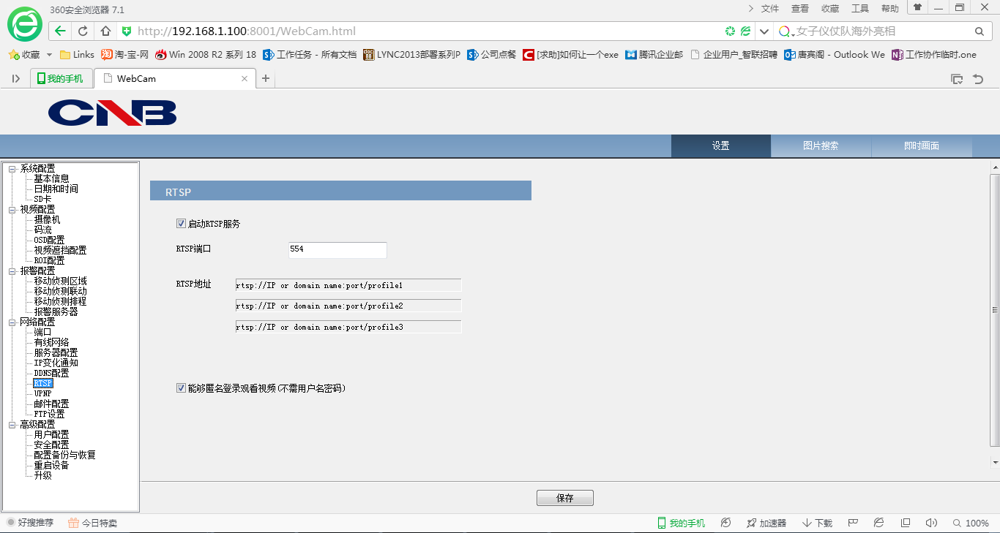 360安全浏览器 7.1
文件 查看 收藏 工具 帮助
http://192.168.1.100:8001/WebCam.html
女子仪仗队海外亮相
收藏 Links 淘-宝-网 Win 2008 R2 系列 18 工作任务 - 所有文档 LYNC2013部署系列P 公司点餐 [求助]如何让一个exe 腾讯企业邮 企业用户_智联招聘 唐宾阁 - Outlook We 工作协作临时.one
我的手机 WebCam
CNB
设置 图片搜索 即时画面
系统配置
基本信息
日期和时间
SD卡
视频配置
摄像机
码流
OSD配置
视频遮挡配置
ROI配置
报警配置
移动侦测区域
移动侦测联动
移动侦测排程
报警服务器
网络配置
端口
有线网络
服务器配置
IP变化通知
DDNS配置
RTSP
UPNP
邮件配置
FTP设置
高级配置
用户配置
安全配置
配置备份与恢复
重启设备
升级
RTSP
启动RTSP服务
RTSP端口 554
RTSP地址 rtsp://IP or domain name:port/profile1
rtsp://IP or domain name:port/profile2
rtsp://IP or domain name:port/profile3
能够匿名登录观看视频(不需用户名密码)
保存
好搜推荐 今日特卖 我的手机 加速器 下载 100%